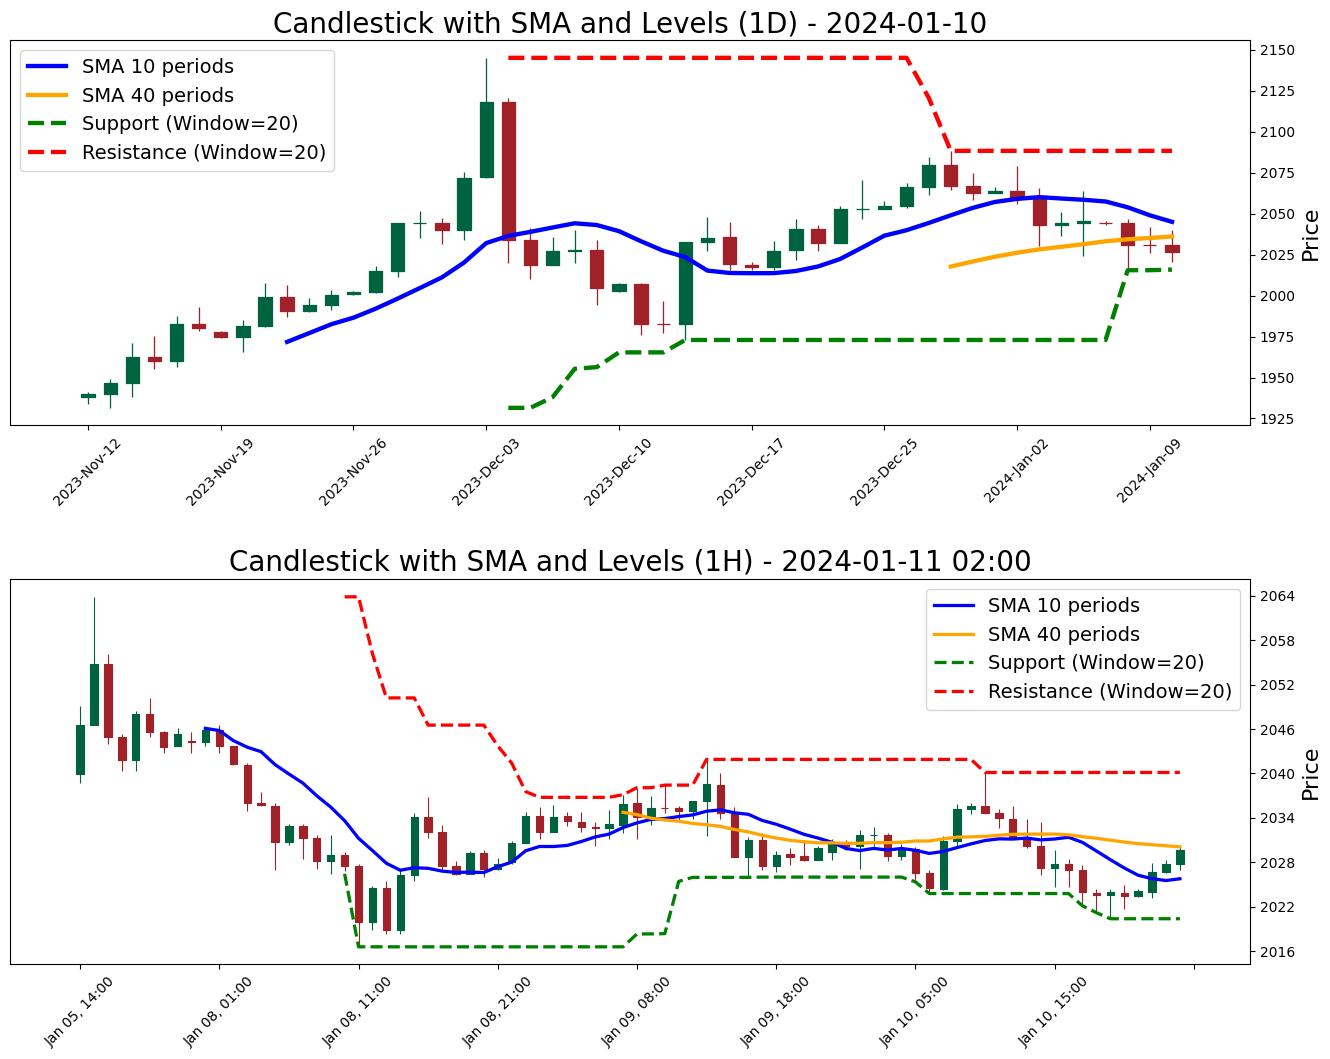 Candlestick with SMA and Levels (1D) - 2024-01-10
SMA 10 periods
SMA 40 periods
Support (Window=20)
Resistance (Window=20)
2150
2125
2100
2075
2050
2025
2000
1975
1950
1925
Price
2023-Nov-12
2023-Nov-19
2023-Nov-26
2023-Dec-03
2023-Dec-10
2023-Dec-17
2023-Dec-25
2024-Jan-02
2024-Jan-09
Candlestick with SMA and Levels (1H) - 2024-01-11 02:00
SMA 10 periods
SMA 40 periods
Support (Window=20)
Resistance (Window=20)
2064
2058
2052
2046
2040
2034
2028
2022
2016
Price
Jan 05, 14:00
Jan 08, 01:00
Jan 08, 11:00
Jan 08, 21:00
Jan 09, 08:00
Jan 09, 18:00
Jan 10, 05:00
Jan 10, 15:00